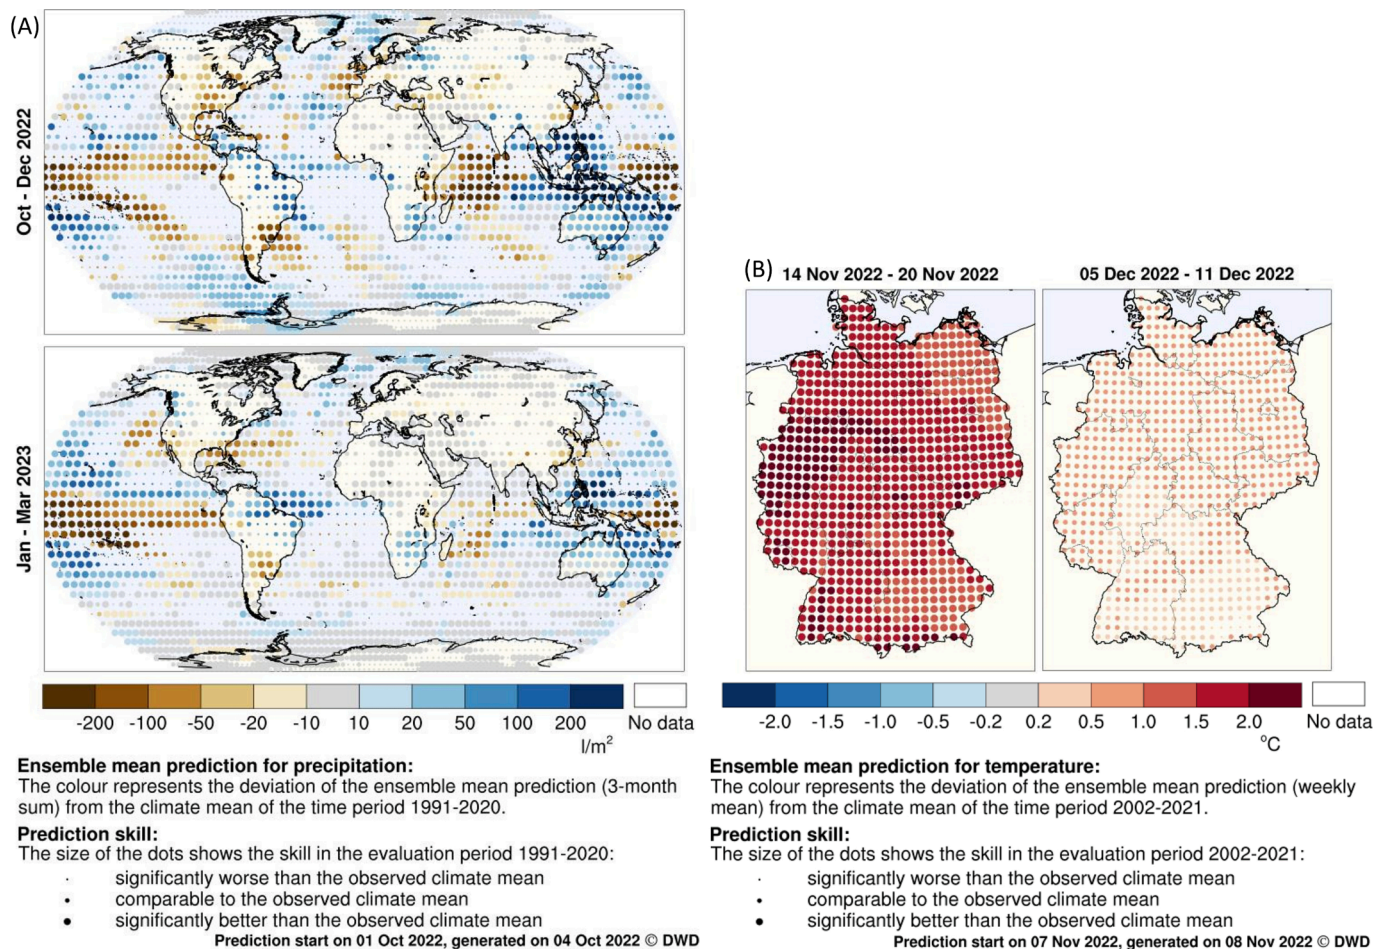 (A)
Oct - Dec 2022
Jan - Mar 2023
-200 -100 -50 -20 -10 10 20 50 100 200 No data
l/m²
Ensemble mean prediction for precipitation:
The colour represents the deviation of the ensemble mean prediction (3-month
sum) from the climate mean of the time period 1991-2020.
Prediction skill:
The size of the dots shows the skill in the evaluation period 1991-2020:
significantly worse than the observed climate mean
comparable to the observed climate mean
significantly better than the observed climate mean
Prediction start on 01 Oct 2022, generated on 04 Oct 2022 © DWD
(B)
14 Nov 2022 - 20 Nov 2022
05 Dec 2022 - 11 Dec 2022
-2.0 -1.5 -1.0 -0.5 -0.2 0.2 0.5 1.0 1.5 2.0 No data
°C
Ensemble mean prediction for temperature:
The colour represents the deviation of the ensemble mean prediction (weekly
mean) from the climate mean of the time period 2002-2021.
Prediction skill:
The size of the dots shows the skill in the evaluation period 2002-2021:
significantly worse than the observed climate mean
comparable to the observed climate mean
significantly better than the observed climate mean
Prediction start on 07 Nov 2022, generated on 08 Nov 2022 © DWD